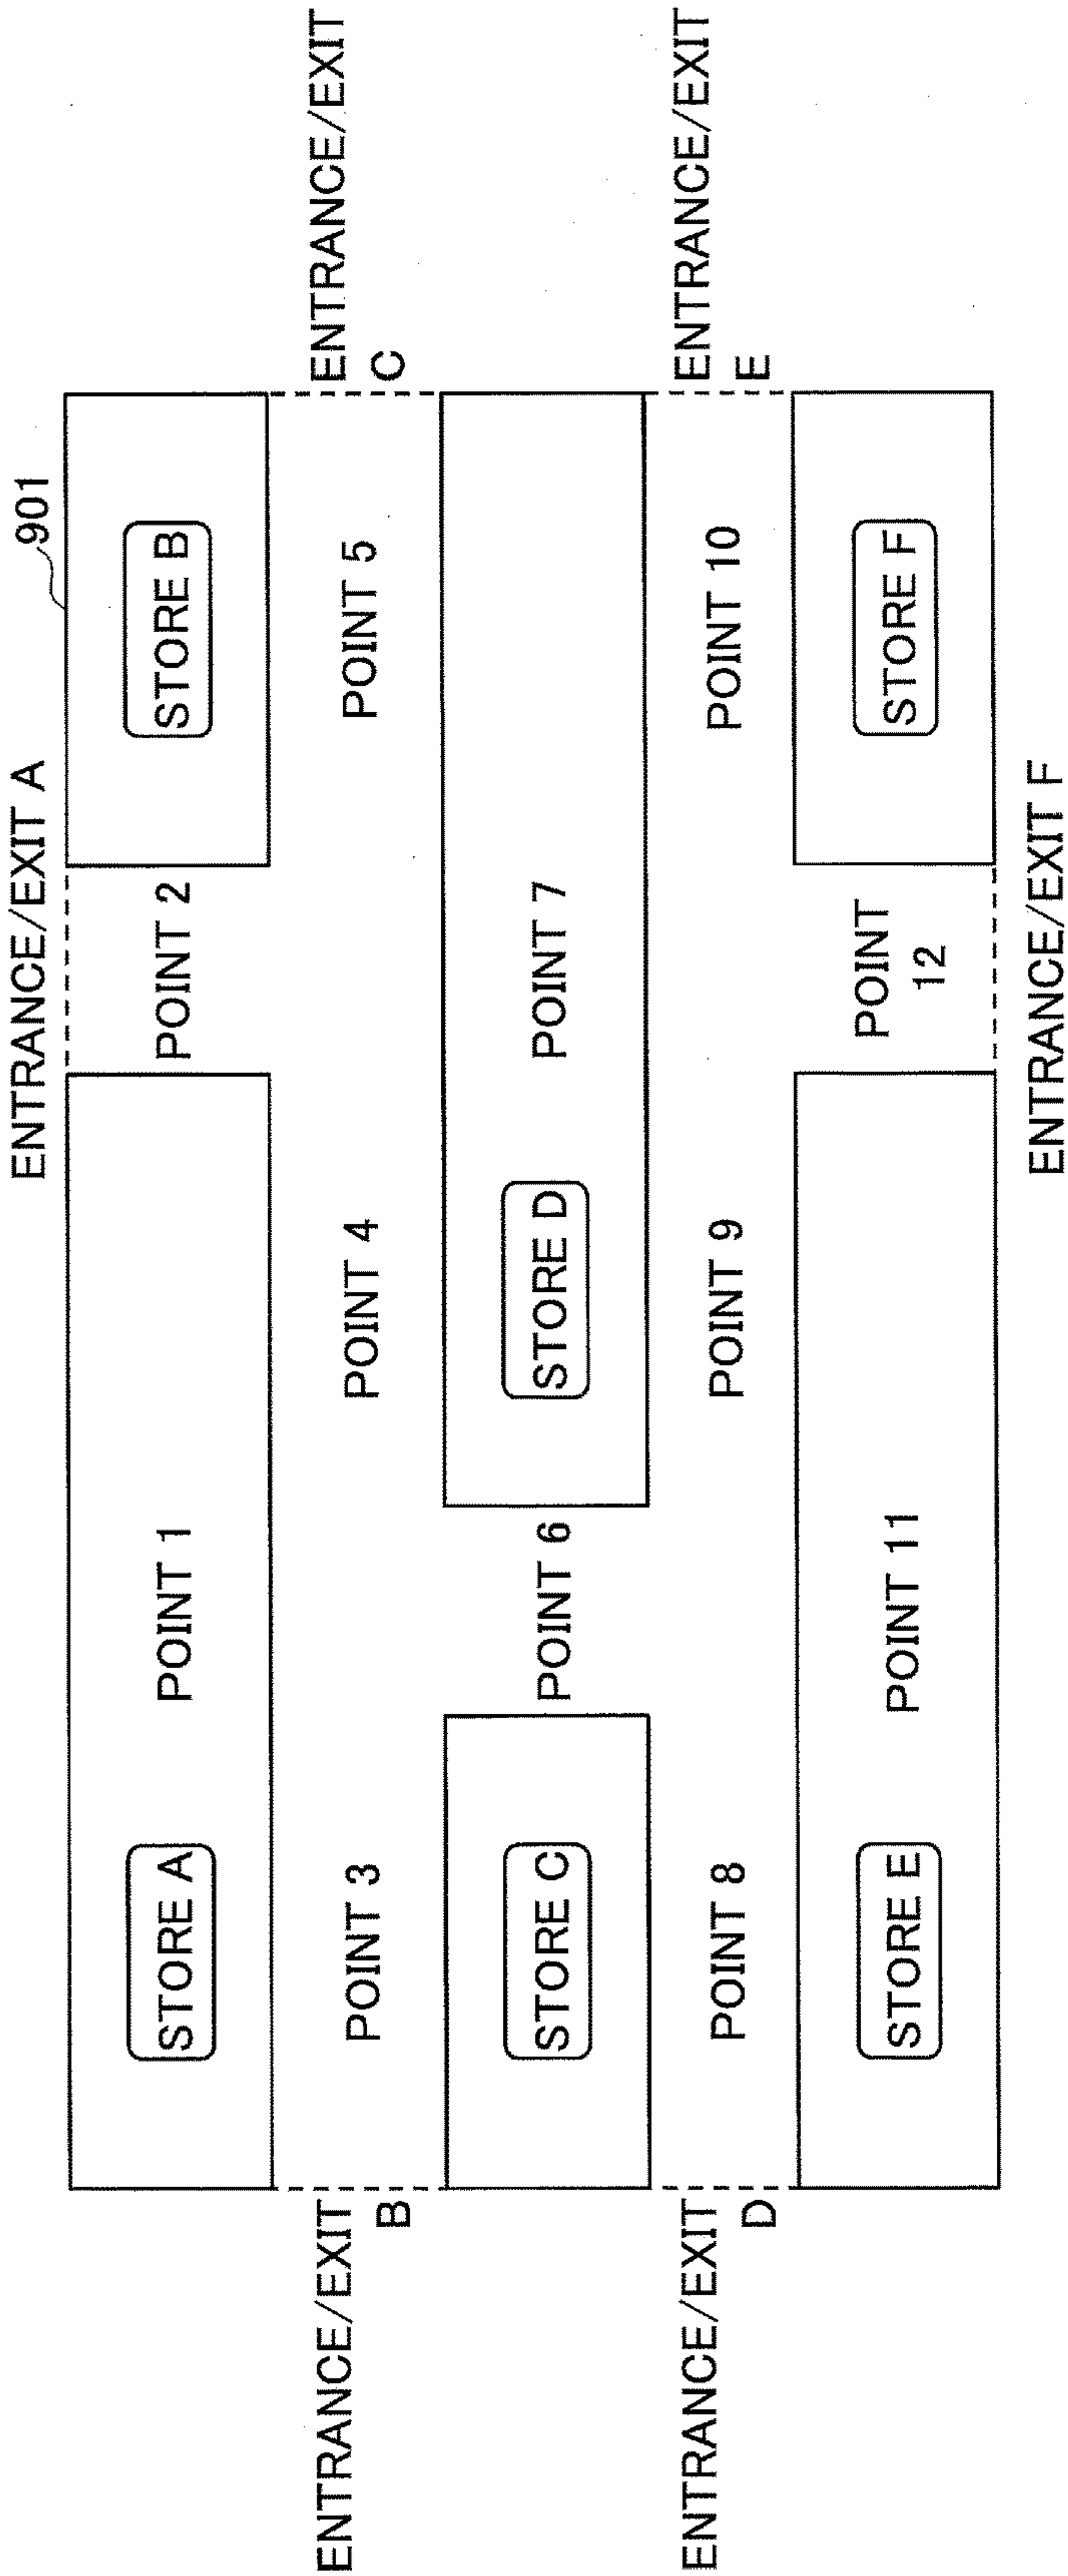 ENTRANCE/EXIT A
901
STORE A
POINT 1
POINT 2
STORE B
ENTRANCE/EXIT
B
POINT 3
POINT 4
POINT 5
ENTRANCE/EXIT
C
STORE C
POINT 6
STORE D
POINT 7
ENTRANCE/EXIT
D
POINT 8
POINT 9
POINT 10
ENTRANCE/EXIT
E
STORE E
POINT 11
POINT
12
STORE F
ENTRANCE/EXIT F